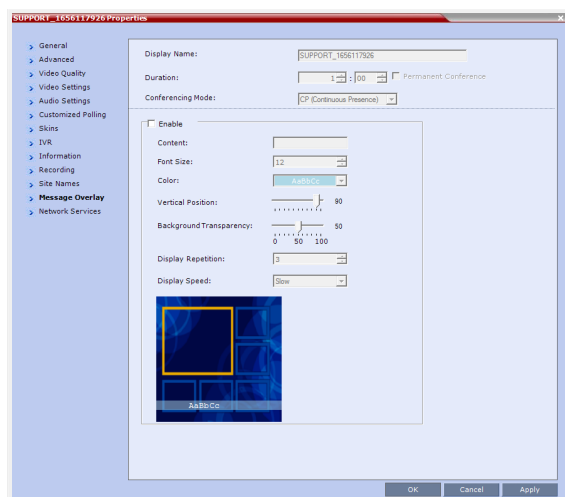 SUPPORT_1656117926 Properties
General
Advanced
Video Quality
Video Settings
Audio Settings
Customized Polling
Skins
IVR
Information
Recording
Site Names
Message Overlay
Network Services
Display Name: SUPPORT_1656117926
Duration: 1 : 00 Permanent Conference
Conferencing Mode: CP (Continuous Presence)
Enable
Content:
Font Size: 12
Color: AaBbCc
Vertical Position: 90
Background Transparency: 50
0 50 100
Display Repetition: 3
Display Speed: Slow
AaBbCc
OK Cancel Apply